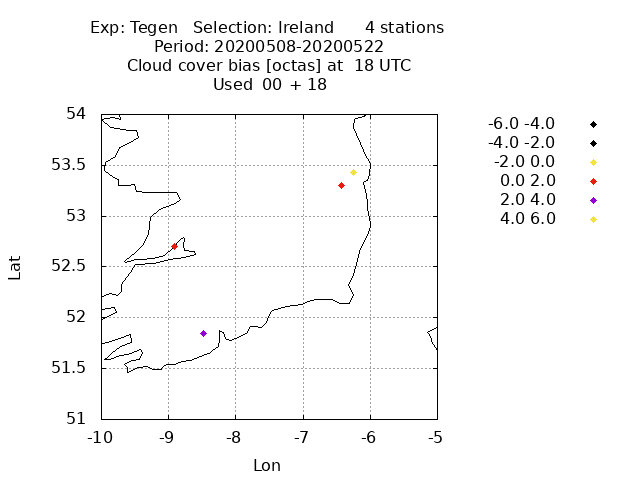 Exp: Tegen   Selection: Ireland      4 stations
Period: 20200508-20200522
Cloud cover bias [octas] at  18 UTC
Used  00 + 18
-6.0 -4.0
-4.0 -2.0
-2.0 0.0
0.0 2.0
2.0 4.0
4.0 6.0
54
53.5
53
52.5
52
51.5
51
Lat
-10 -9 -8 -7 -6 -5
Lon